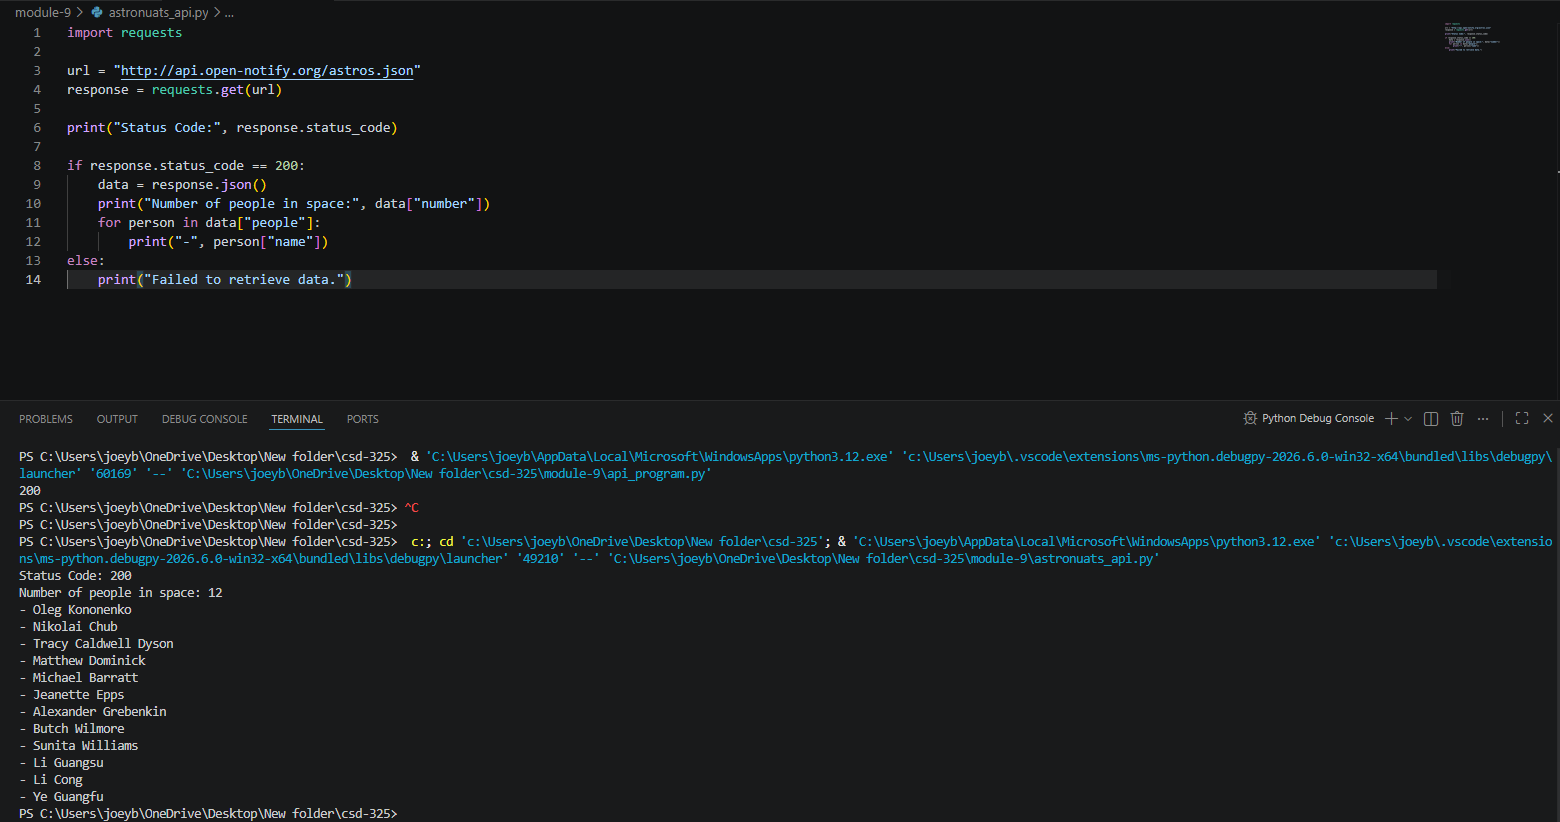 module-9 > astronuats_api.py > ...
1 import requests
2
3 url = "http://api.open-notify.org/astros.json"
4 response = requests.get(url)
5
6 print("Status Code:", response.status_code)
7
8 if response.status_code == 200:
9     data = response.json()
10     print("Number of people in space:", data["number"])
11     for person in data["people"]:
12         print("-", person["name"])
13 else:
14     print("Failed to retrieve data.")
PROBLEMS OUTPUT DEBUG CONSOLE TERMINAL PORTS Python Debug Console
PS C:\Users\joeyb\OneDrive\Desktop\New folder\csd-325>  & 'C:\Users\joeyb\AppData\Local\Microsoft\WindowsApps\python3.12.exe' 'c:\Users\joeyb\.vscode\extensions\ms-python.debugpy-2026.6.0-win32-x64\bundled\libs\debugpy\
launcher' '60169' '--' 'C:\Users\joeyb\OneDrive\Desktop\New folder\csd-325\module-9\api_program.py'
200
PS C:\Users\joeyb\OneDrive\Desktop\New folder\csd-325> ^C
PS C:\Users\joeyb\OneDrive\Desktop\New folder\csd-325>
PS C:\Users\joeyb\OneDrive\Desktop\New folder\csd-325>  c:; cd 'c:\Users\joeyb\OneDrive\Desktop\New folder\csd-325'; & 'C:\Users\joeyb\AppData\Local\Microsoft\WindowsApps\python3.12.exe' 'c:\Users\joeyb\.vscode\extensio
ns\ms-python.debugpy-2026.6.0-win32-x64\bundled\libs\debugpy\launcher' '49210' '--' 'C:\Users\joeyb\OneDrive\Desktop\New folder\csd-325\module-9\astronuats_api.py'
Status Code: 200
Number of people in space: 12
- Oleg Kononenko
- Nikolai Chub
- Tracy Caldwell Dyson
- Matthew Dominick
- Michael Barratt
- Jeanette Epps
- Alexander Grebenkin
- Butch Wilmore
- Sunita Williams
- Li Guangsu
- Li Cong
- Ye Guangfu
PS C:\Users\joeyb\OneDrive\Desktop\New folder\csd-325>